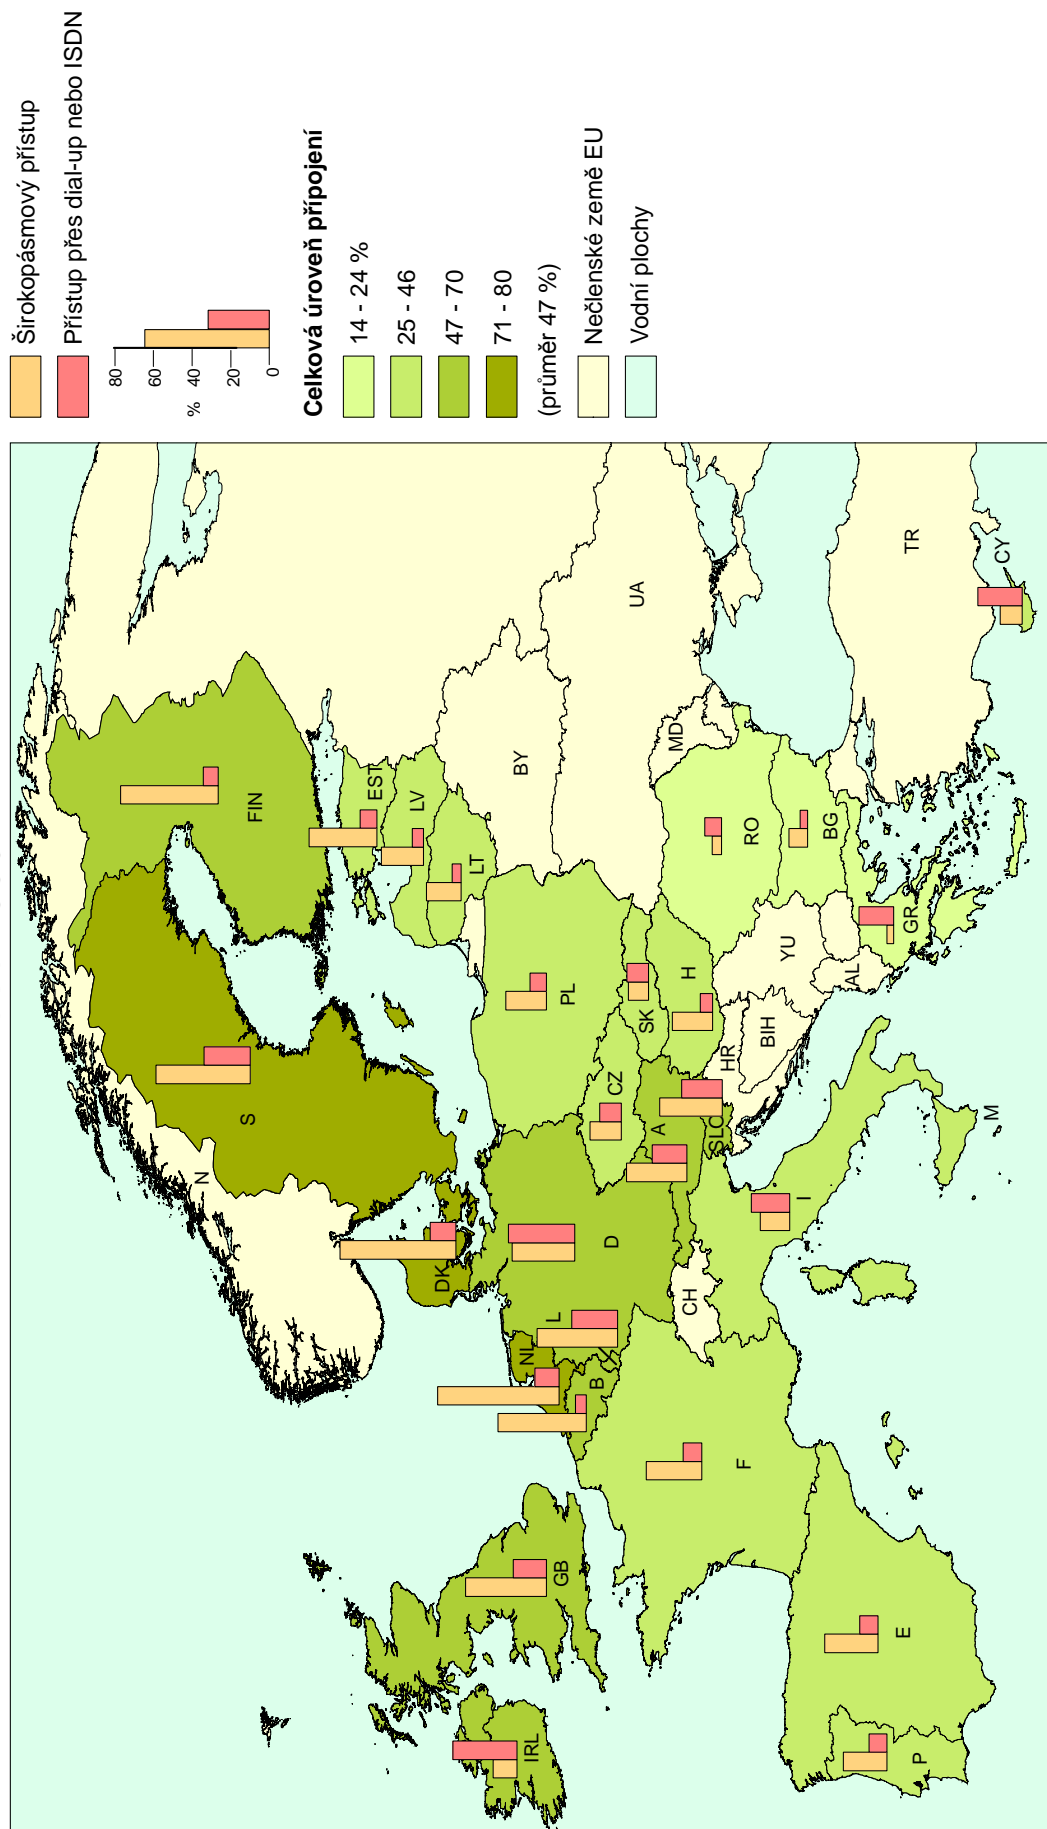 Širokopásmový přístup
Přístup přes dial-up nebo ISDN
80
60
40
20
0
%
Celková úroveň připojení
14 - 24 %
25 - 46
47 - 70
71 - 80
(průměr 47 %)
Nečlenské země EU
Vodní plochy
FIN
S
N
EST
LV
LT
DK
BY
UA
IRL
GB
NL
B
L
D
PL
CZ
SK
A
H
MD
RO
F
CH
SLO
HR
BIH
YU
BG
AL
GR
TR
CY
I
M
P
E